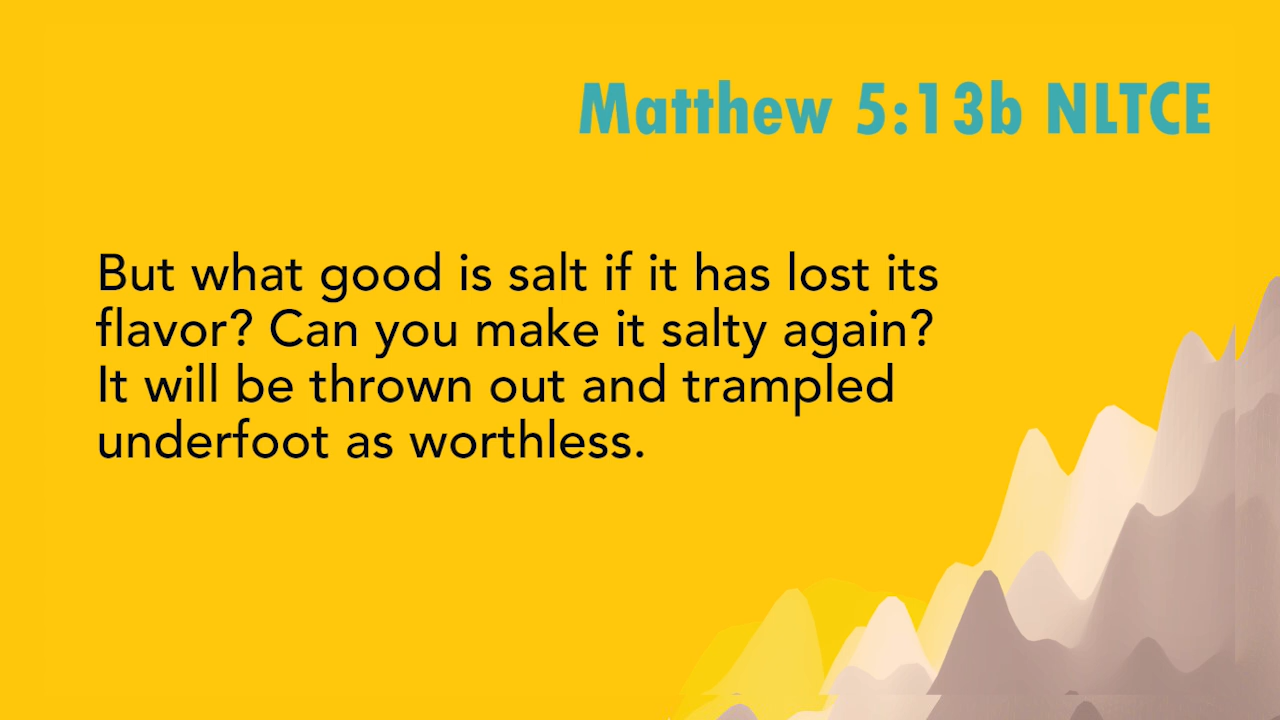 Matthew 5:13b NLTCE
But what good is salt if it has lost its
flavor? Can you make it salty again?
It will be thrown out and trampled
underfoot as worthless.